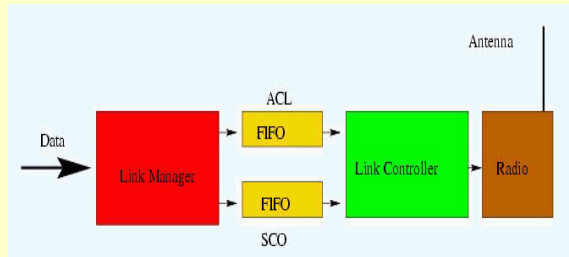 Antenna
ACL
Data
FIFO
Link Manager
Link Controller
Radio
FIFO
SCO